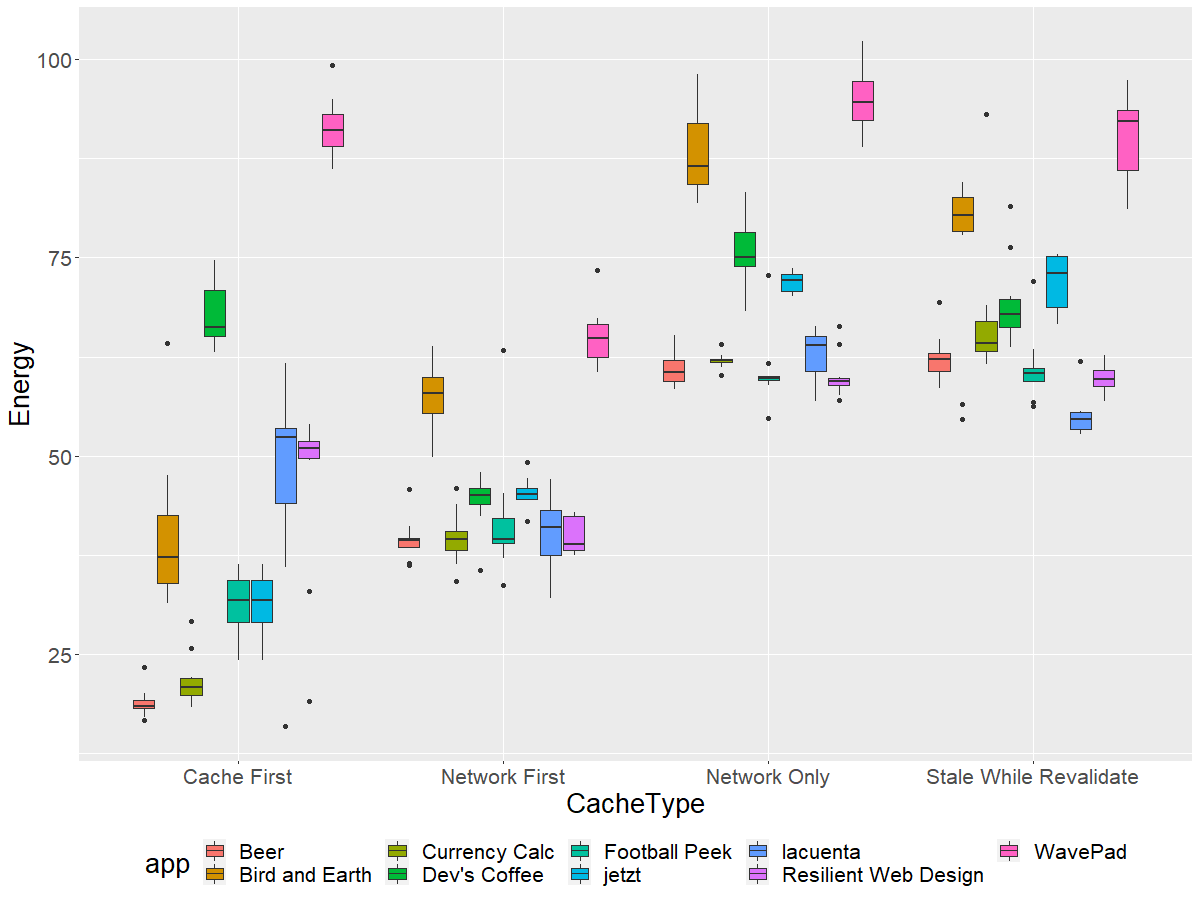 100
75
50
25
Energy
Cache First
Network First
Network Only
Stale While Revalidate
CacheType
app
Beer
Currency Calc
Football Peek
lacuenta
WavePad
Bird and Earth
Dev's Coffee
jetzt
Resilient Web Design